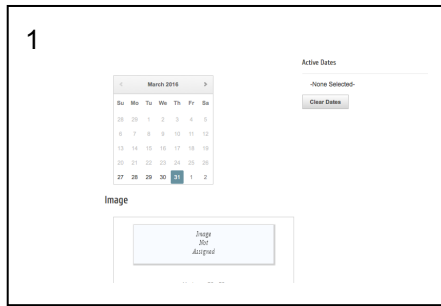 1
Active Dates
-None Selected-
Clear Dates
March 2016
Su Mo Tu We Th Fr Sa
28 29 1 2 3 4 5
6 7 8 9 10 11 12
13 14 15 16 17 18 19
20 21 22 23 24 25 26
27 28 29 30 31 1 2
Image
Image
Not
Assigned